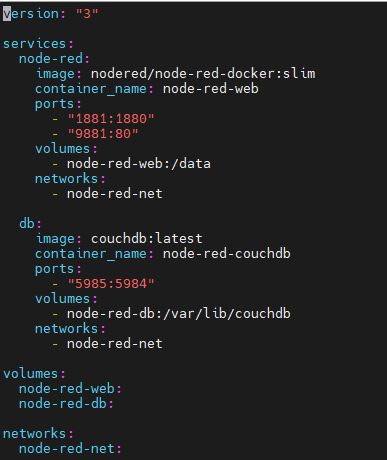 version: "3"

services:
  node-red:
    image: nodered/node-red-docker:slim
    container_name: node-red-web
    ports:
      - "1881:1880"
      - "9881:80"
    volumes:
      - node-red-web:/data
    networks:
      - node-red-net

  db:
    image: couchdb:latest
    container_name: node-red-couchdb
    ports:
      - "5985:5984"
    volumes:
      - node-red-db:/var/lib/couchdb
    networks:
      - node-red-net

volumes:
  node-red-web:
  node-red-db:

networks:
  node-red-net: